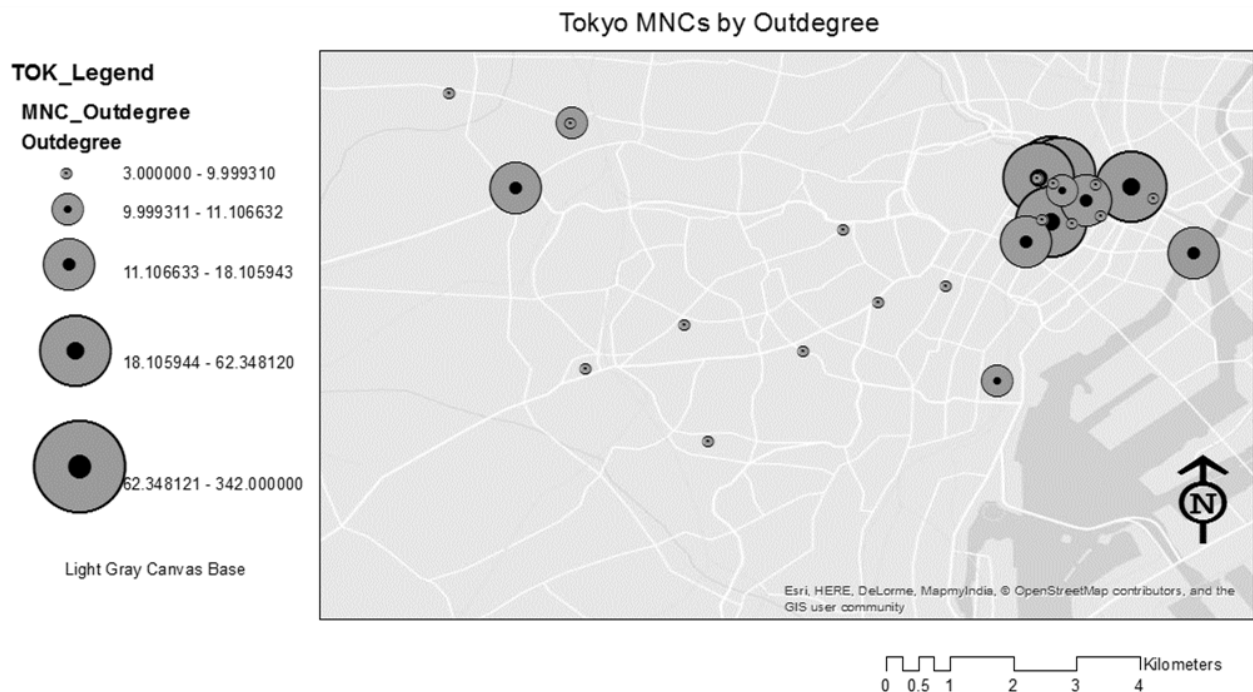 Tokyo MNCs by Outdegree
TOK_Legend
MNC_Outdegree
Outdegree
3.000000 - 9.999310
9.999311 - 11.106632
11.106633 - 18.105943
18.105944 - 62.348120
62.348121 - 342.000000
Light Gray Canvas Base
N
Esri, HERE, DeLorme, MapmyIndia, © OpenStreetMap contributors, and the
GIS user community
Kilometers
0 0.5 1 2 3 4